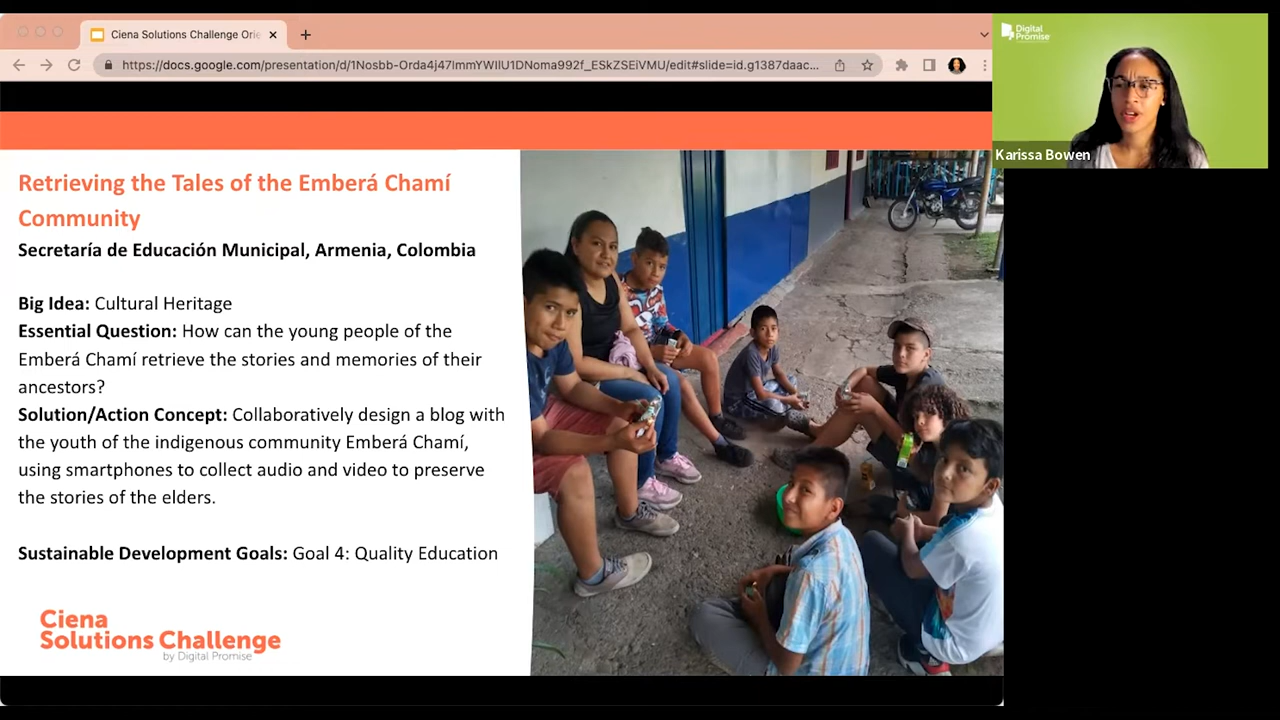 Ciena Solutions Challenge Orie
https://docs.google.com/presentation/d/1Nosbb-Orda4j47lmmYWIlU1DNoma992f_ESkZSEiVMU/edit#slide=id.g1387daac...
Digital
Promise
Karissa Bowen
Retrieving the Tales of the Emberá Chamí
Community
Secretaría de Educación Municipal, Armenia, Colombia
Big Idea: Cultural Heritage
Essential Question: How can the young people of the
Emberá Chamí retrieve the stories and memories of their
ancestors?
Solution/Action Concept: Collaboratively design a blog with
the youth of the indigenous community Emberá Chamí,
using smartphones to collect audio and video to preserve
the stories of the elders.
Sustainable Development Goals: Goal 4: Quality Education
Ciena
Solutions Challenge
by Digital Promise